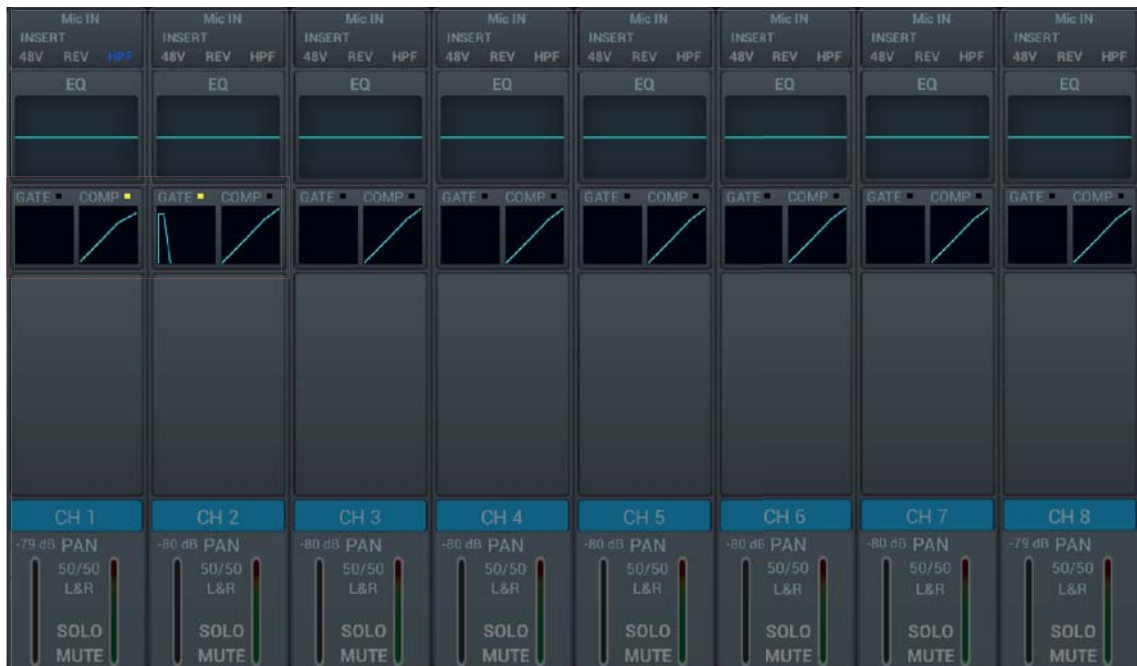 Mic IN Mic IN Mic IN Mic IN Mic IN Mic IN Mic IN Mic IN
INSERT INSERT INSERT INSERT INSERT INSERT INSERT INSERT
48V REV HPF 48V REV HPF 48V REV HPF 48V REV HPF 48V REV HPF 48V REV HPF 48V REV HPF 48V REV HPF
EQ EQ EQ EQ EQ EQ EQ EQ
GATE COMP GATE COMP GATE COMP GATE COMP GATE COMP GATE COMP GATE COMP GATE COMP
CH 1 CH 2 CH 3 CH 4 CH 5 CH 6 CH 7 CH 8
-79 dB PAN -80 dB PAN -80 dB PAN -80 dB PAN -80 dB PAN -80 dB PAN -80 dB PAN -79 dB PAN
50/50 50/50 50/50 50/50 50/50 50/50 50/50 50/50
L&R L&R L&R L&R L&R L&R L&R L&R
SOLO SOLO SOLO SOLO SOLO SOLO SOLO SOLO
MUTE MUTE MUTE MUTE MUTE MUTE MUTE MUTE